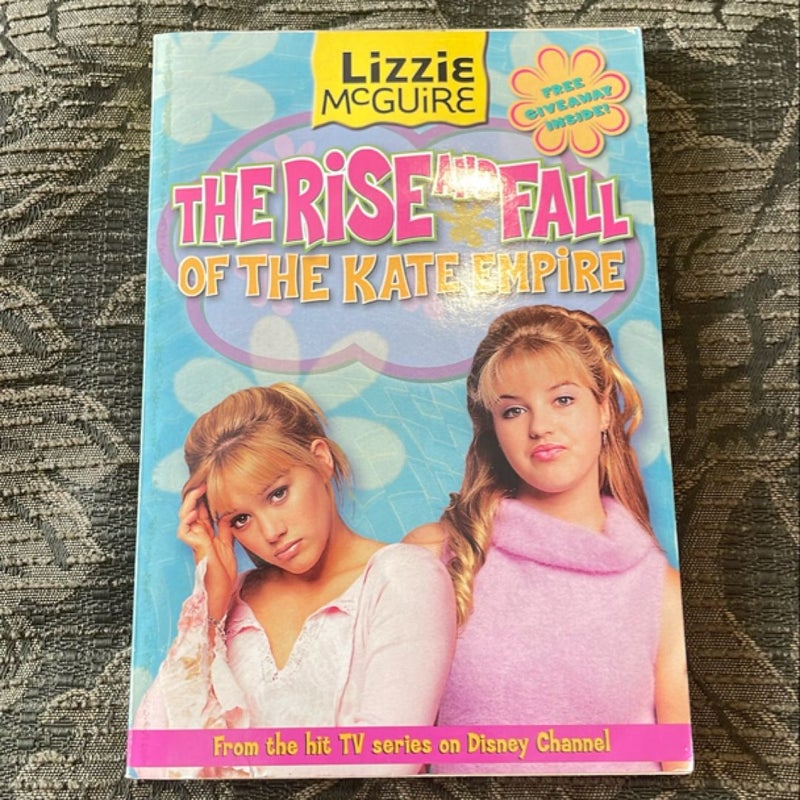 Lizzie
McGUiRE
FREE
GIVEAWAY
INSIDE!
THE RiSE AND FALL
OF THE KATE EMPiRE
From the hit TV series on Disney Channel